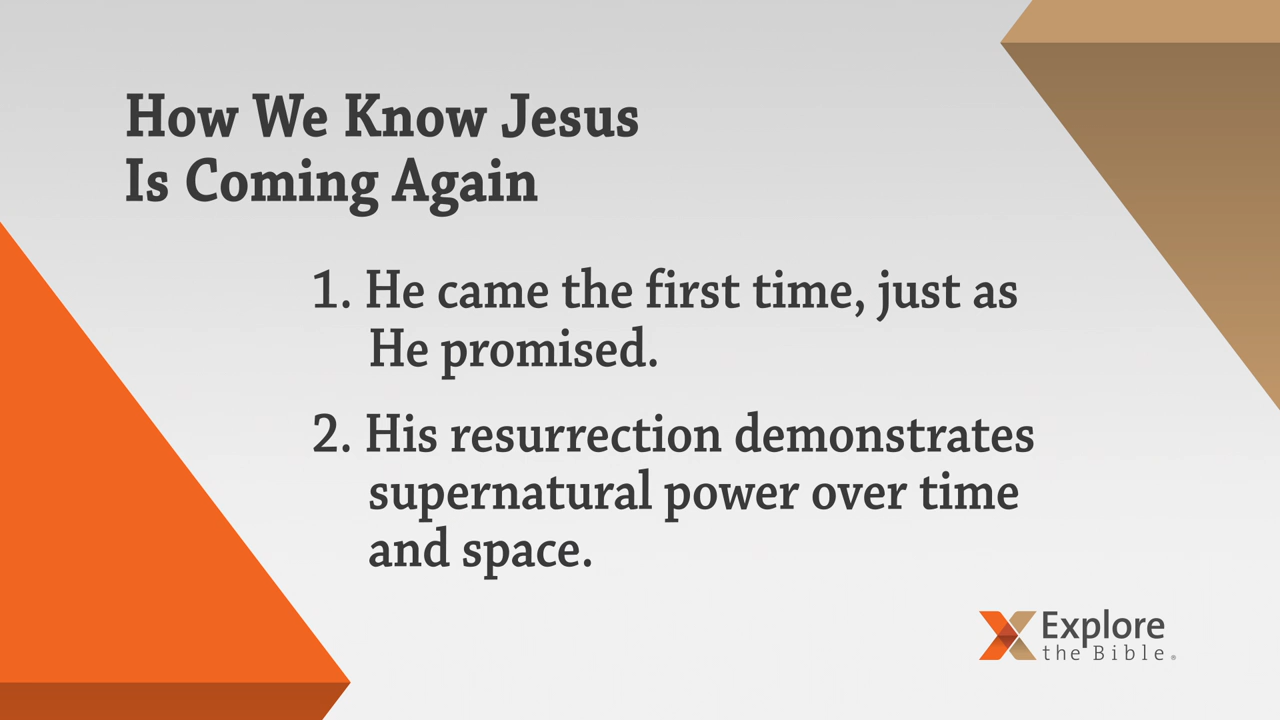 How We Know Jesus
Is Coming Again
1. He came the first time, just as
He promised.
2. His resurrection demonstrates
supernatural power over time
and space.
Explore
the Bible®